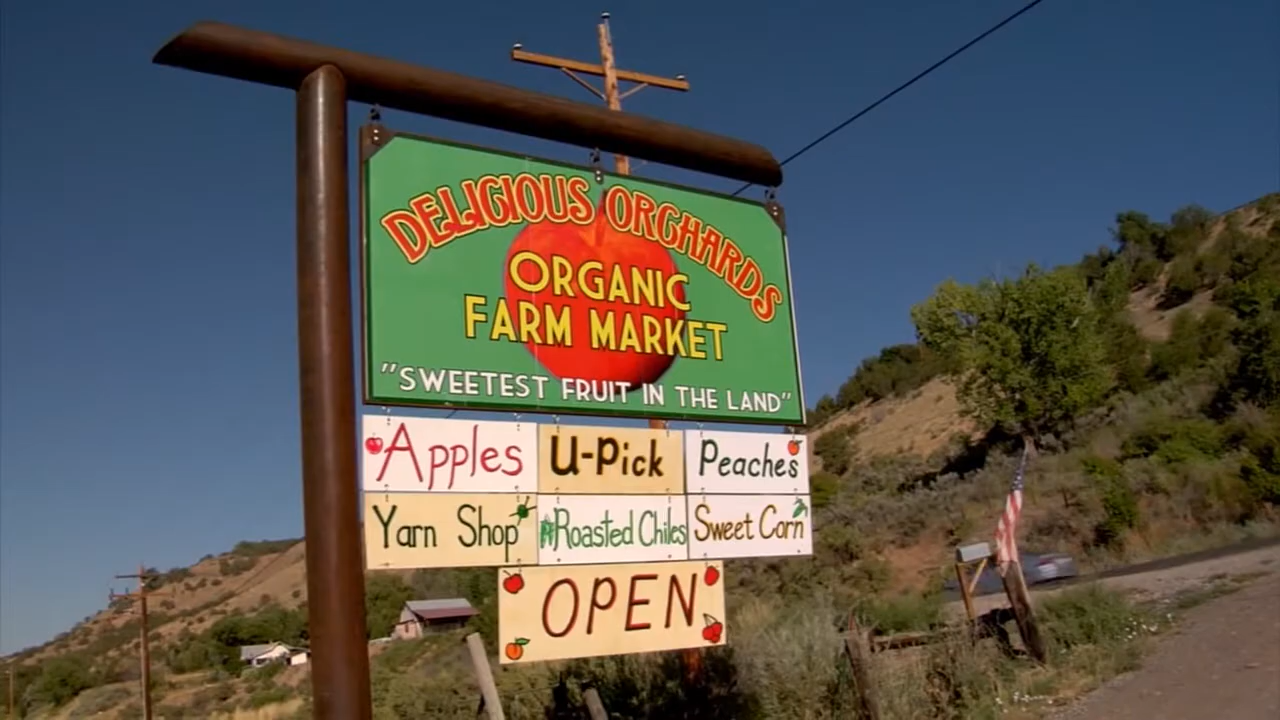 DELICIOUS ORCHARDS
ORGANIC
FARM MARKET
"SWEETEST FRUIT IN THE LAND"
Apples
U-Pick
Peaches
Yarn Shop
Roasted Chiles
Sweet Corn
OPEN